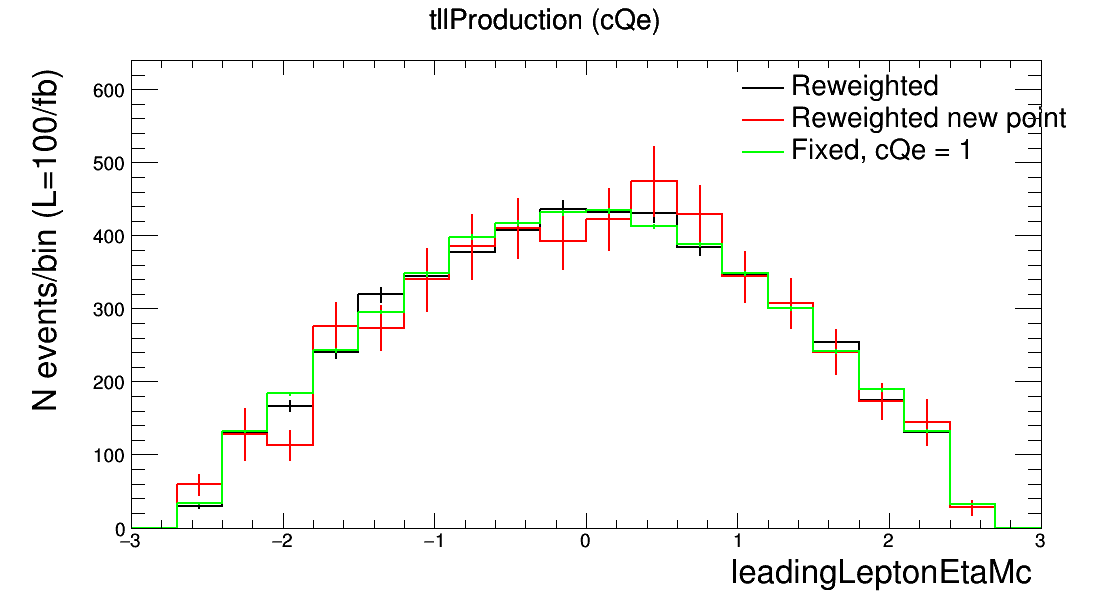 tllProduction (cQe)
N events/bin (L=100/fb)
600
500
400
300
200
100
0
Reweighted
Reweighted new point
Fixed, cQe = 1
−3
−2
−1
0
1
2
3
leadingLeptonEtaMc